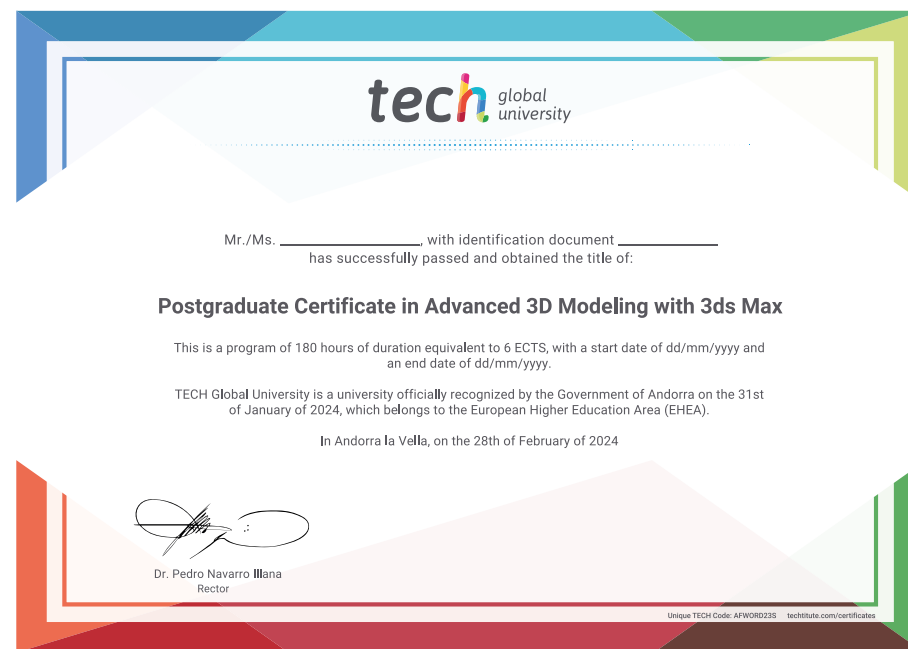 tech global university
Mr./Ms. ____________________, with identification document ______________
has successfully passed and obtained the title of:
Postgraduate Certificate in Advanced 3D Modeling with 3ds Max
This is a program of 180 hours of duration equivalent to 6 ECTS, with a start date of dd/mm/yyyy and
an end date of dd/mm/yyyy.
TECH Global University is a university officially recognized by the Government of Andorra on the 31st
of January of 2024, which belongs to the European Higher Education Area (EHEA).
In Andorra la Vella, on the 28th of February of 2024
Dr. Pedro Navarro Illana
Rector
Unique TECH Code: AFWORD23S techtitute.com/certificates